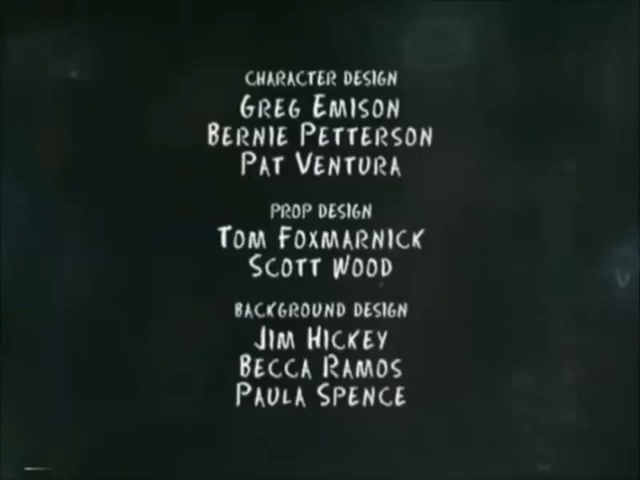 CHARACTER DESIGN
GREG EMISON
BERNIE PETTERSON
PAT VENTURA
PROP DESIGN
TOM FOXMARNICK
SCOTT WOOD
BACKGROUND DESIGN
JIM HICKEY
BECCA RAMOS
PAULA SPENCE